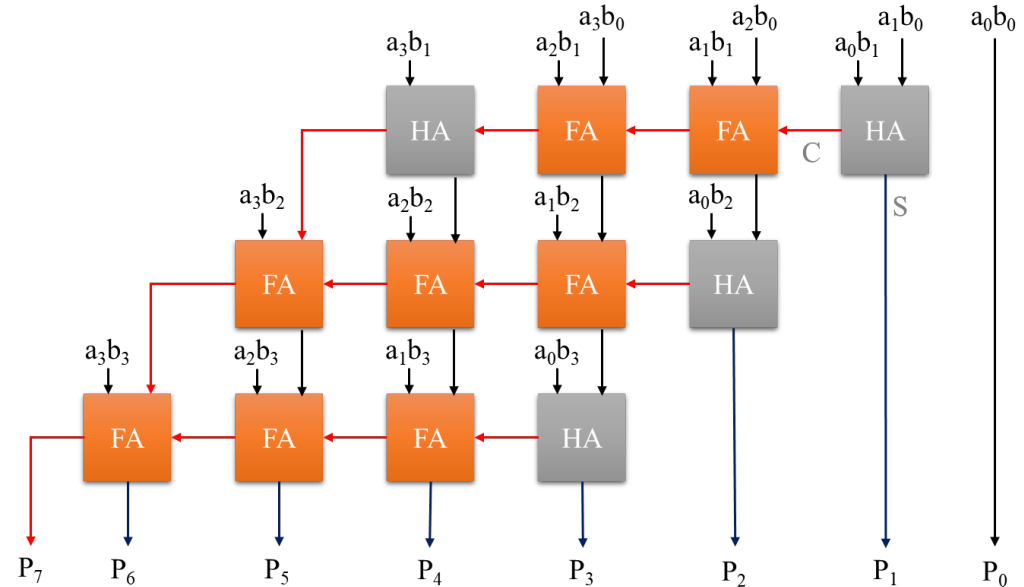 a₃b₀ a₂b₀ a₁b₀ a₀b₀
a₃b₁ a₂b₁ a₁b₁ a₀b₁
HA FA FA HA
C
S
a₃b₂ a₂b₂ a₁b₂ a₀b₂
FA FA FA HA
a₃b₃ a₂b₃ a₁b₃ a₀b₃
FA FA FA HA
P₇ P₆ P₅ P₄ P₃ P₂ P₁ P₀